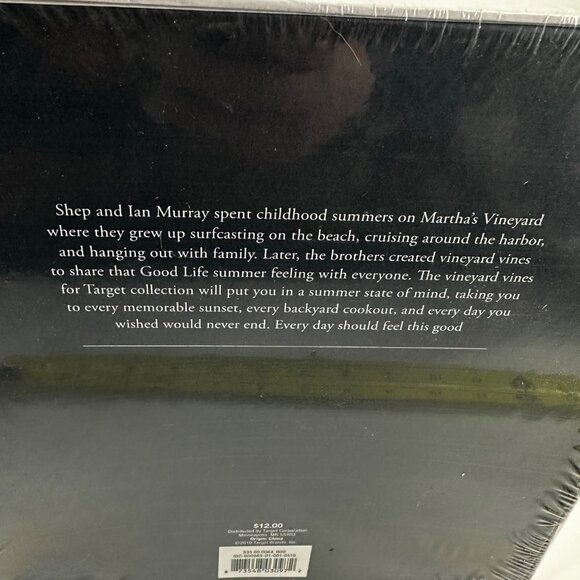 Shep and Ian Murray spent childhood summers on Martha's Vineyard
where they grew up surfcasting on the beach, cruising around the harbor,
and hanging out with family. Later, the brothers created vineyard vines
to share that Good Life summer feeling with everyone. The vineyard vines
for Target collection will put you in a summer state of mind, taking you
to every memorable sunset, every backyard cookout, and every day you
wished would never end. Every day should feel this good
$12.00
Distributed by Target Corporation
Minneapolis, MN 55403
Origin: China
©2019 Target Brands, Inc.